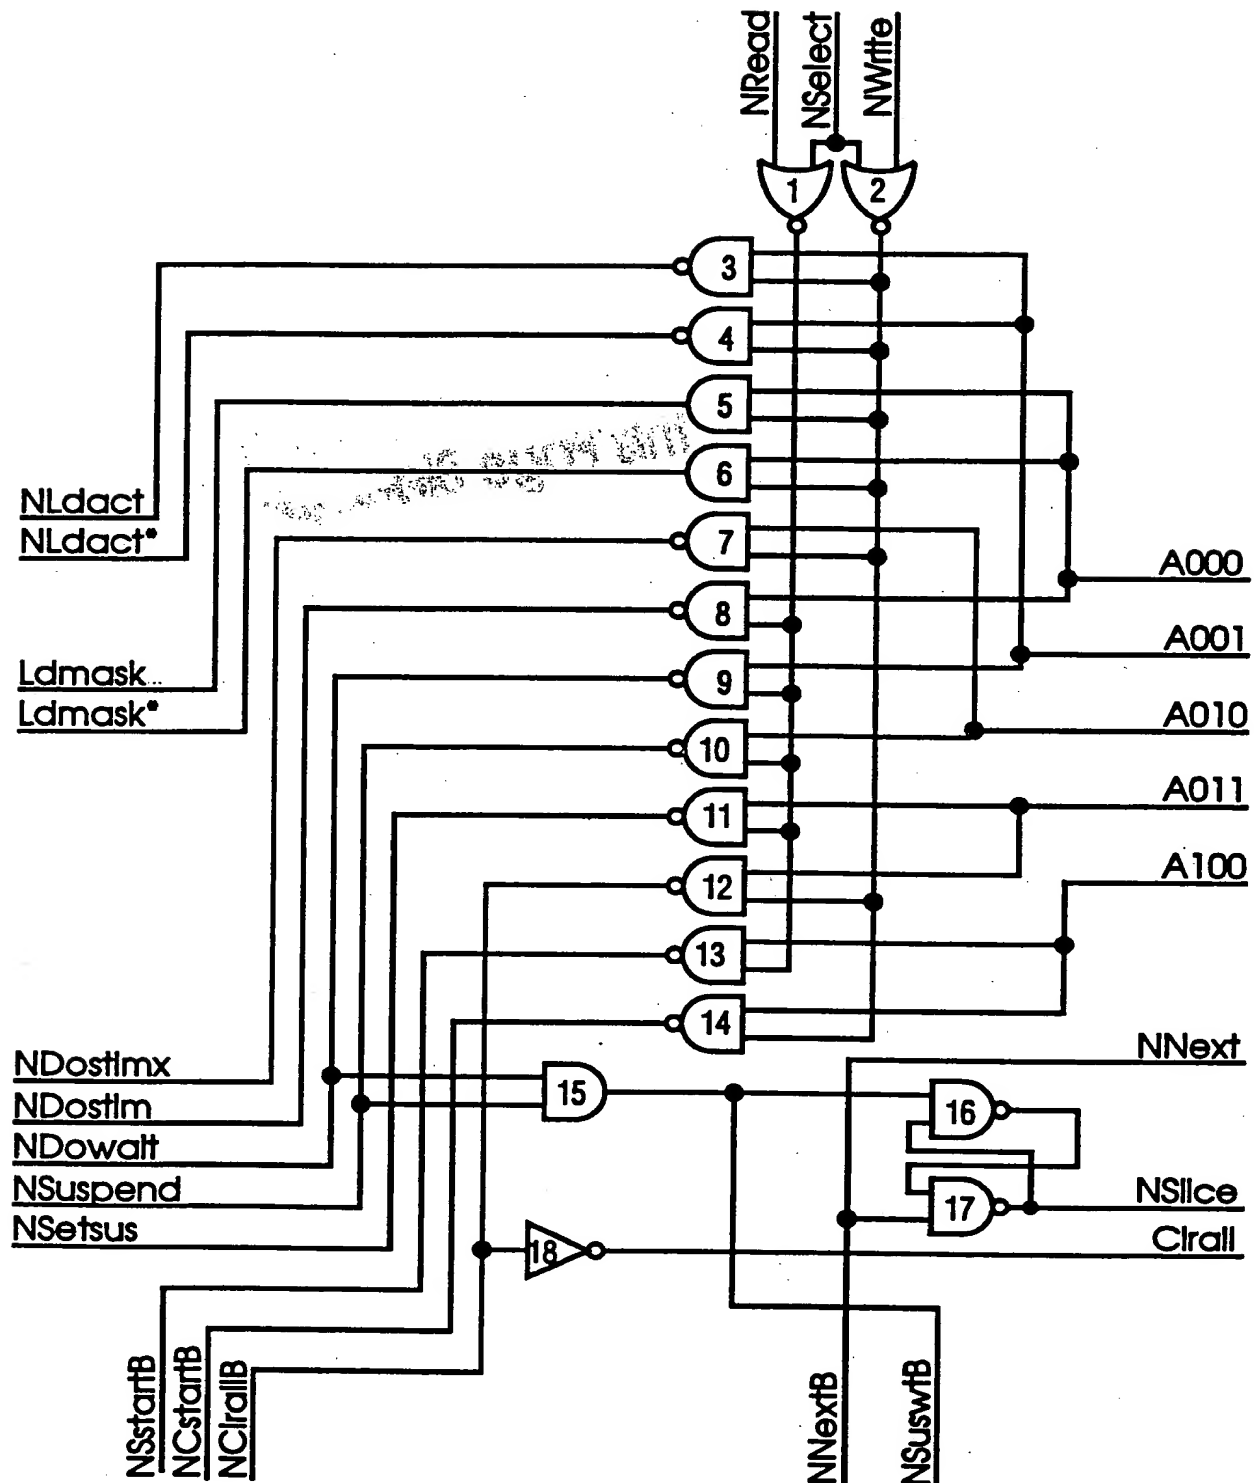 NRead
NSelect
NWrite
1
2
3
4
5
6
7
8
9
10
11
12
13
14
NLdact
NLdact*
Ldmask
Ldmask*
A000
A001
A010
A011
A100
NDostimx
NDostim
NDowait
NSuspend
NSetsus
15
16
17
18
NNext
NSlice
Clrall
NSstartB
NCstartB
NClrallB
NNextB
NSuswtB